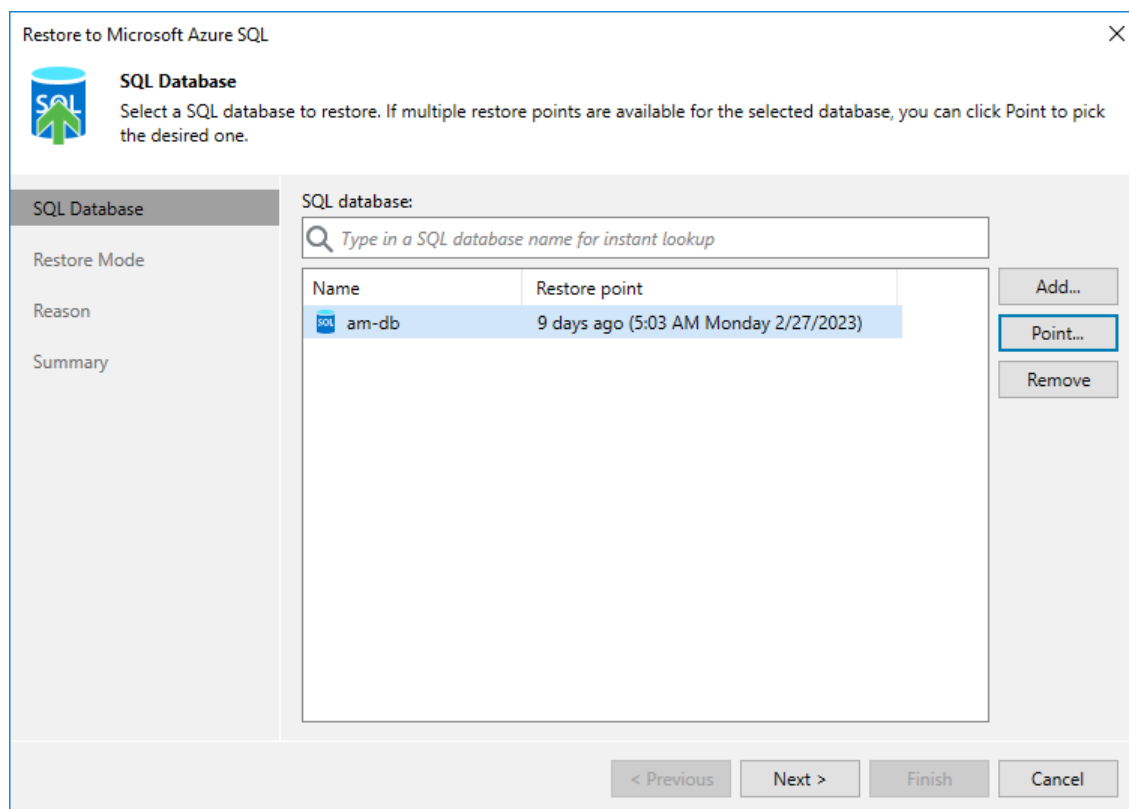 Restore to Microsoft Azure SQL
SQL
SQL Database
Select a SQL database to restore. If multiple restore points are available for the selected database, you can click Point to pick
the desired one.
SQL Database
Restore Mode
Reason
Summary
SQL database:
Type in a SQL database name for instant lookup
Name Restore point
SQL am-db 9 days ago (5:03 AM Monday 2/27/2023)
Add...
Point...
Remove
< Previous Next > Finish Cancel